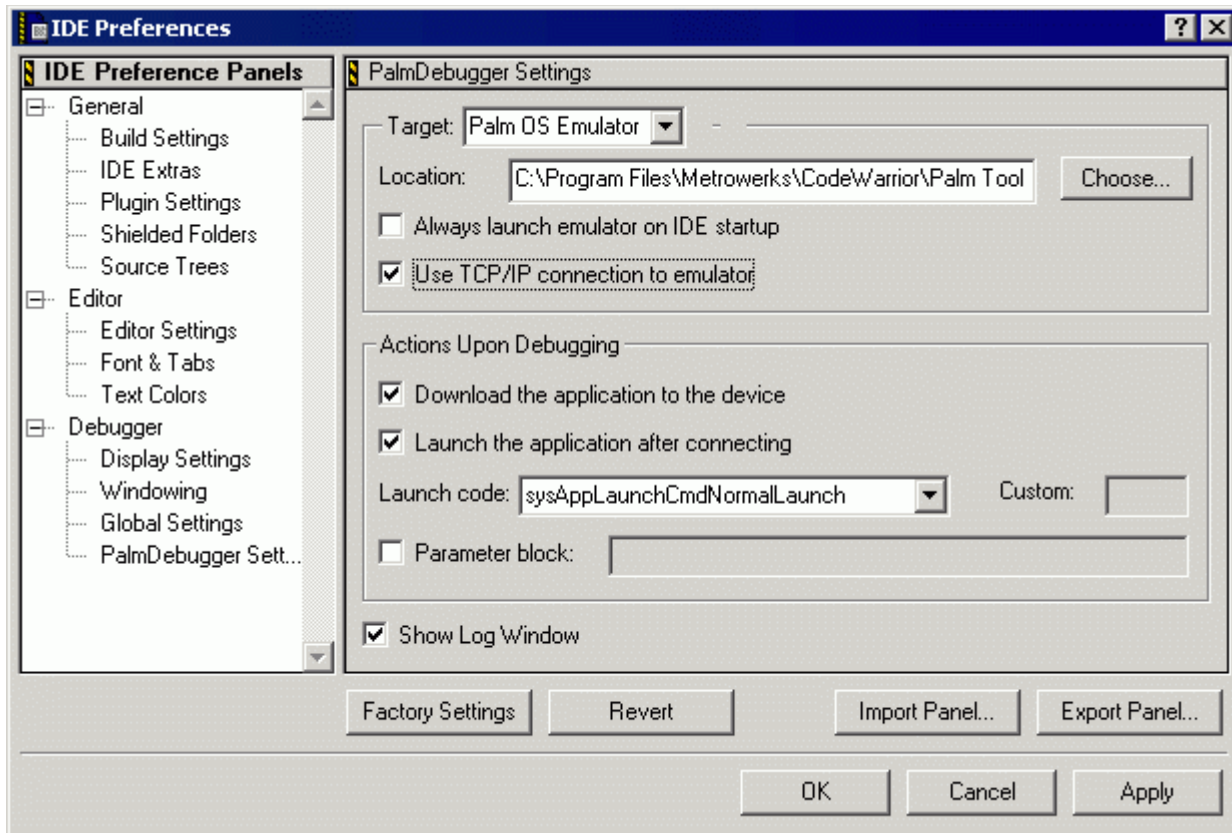 IDE Preferences
IDE Preference Panels
General
Build Settings
IDE Extras
Plugin Settings
Shielded Folders
Source Trees
Editor
Editor Settings
Font & Tabs
Text Colors
Debugger
Display Settings
Windowing
Global Settings
PalmDebugger Sett...
PalmDebugger Settings
Target: Palm OS Emulator
Location: C:\Program Files\Metrowerks\CodeWarrior\Palm Tool Choose...
Always launch emulator on IDE startup
Use TCP/IP connection to emulator
Actions Upon Debugging
Download the application to the device
Launch the application after connecting
Launch code: sysAppLaunchCmdNormalLaunch Custom:
Parameter block:
Show Log Window
Factory Settings Revert Import Panel... Export Panel...
OK Cancel Apply